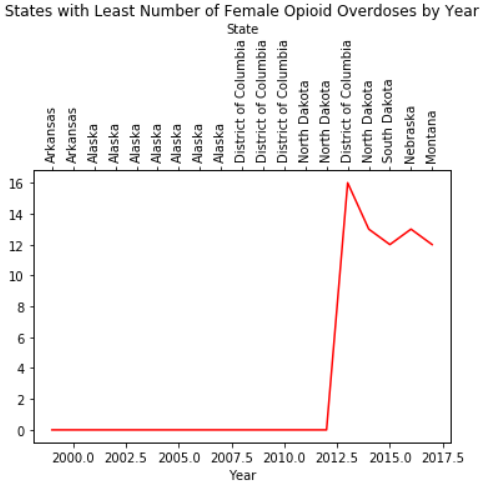 States with Least Number of Female Opioid Overdoses by Year
State
Arkansas
Arkansas
Alaska
Alaska
Alaska
Alaska
Alaska
Alaska
Alaska
District of Columbia
District of Columbia
District of Columbia
North Dakota
North Dakota
District of Columbia
North Dakota
South Dakota
Nebraska
Montana
16
14
12
10
8
6
4
2
0
2000.0 2002.5 2005.0 2007.5 2010.0 2012.5 2015.0 2017.5
Year